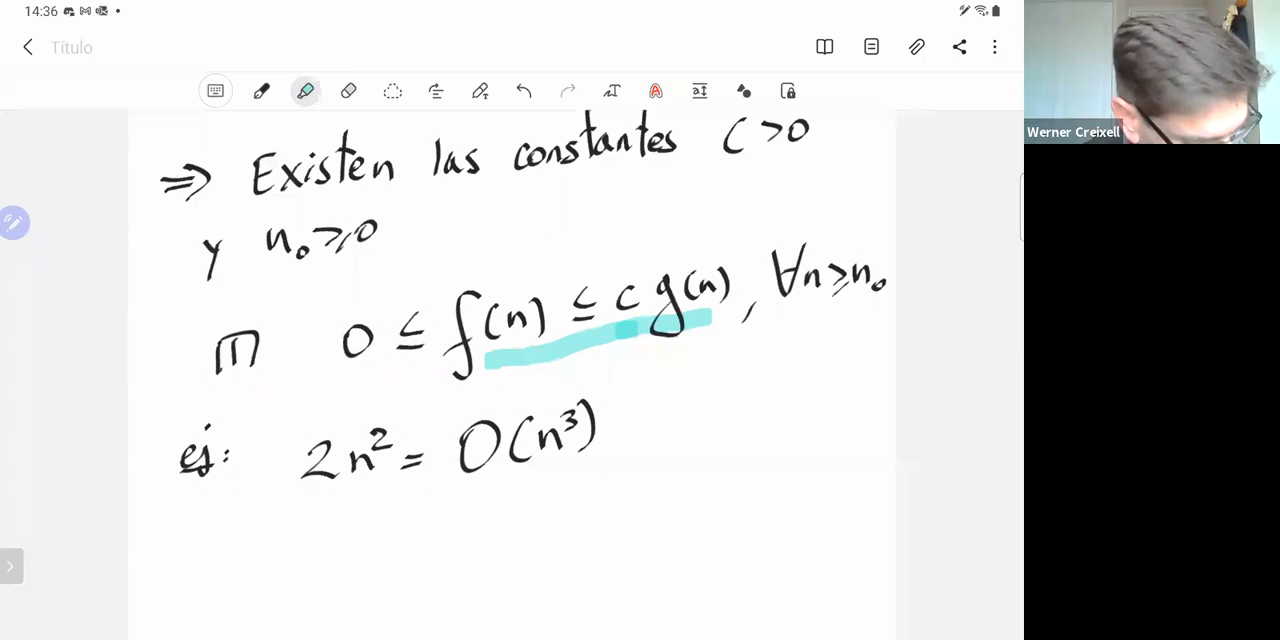 14:36
Título
Werner Creixell
⇒ Existen las constantes C>0
y n₀≥0
0 ≤ f(n) ≤ c g(n), ∀n≥n₀
ej: 2n² = O(n³)